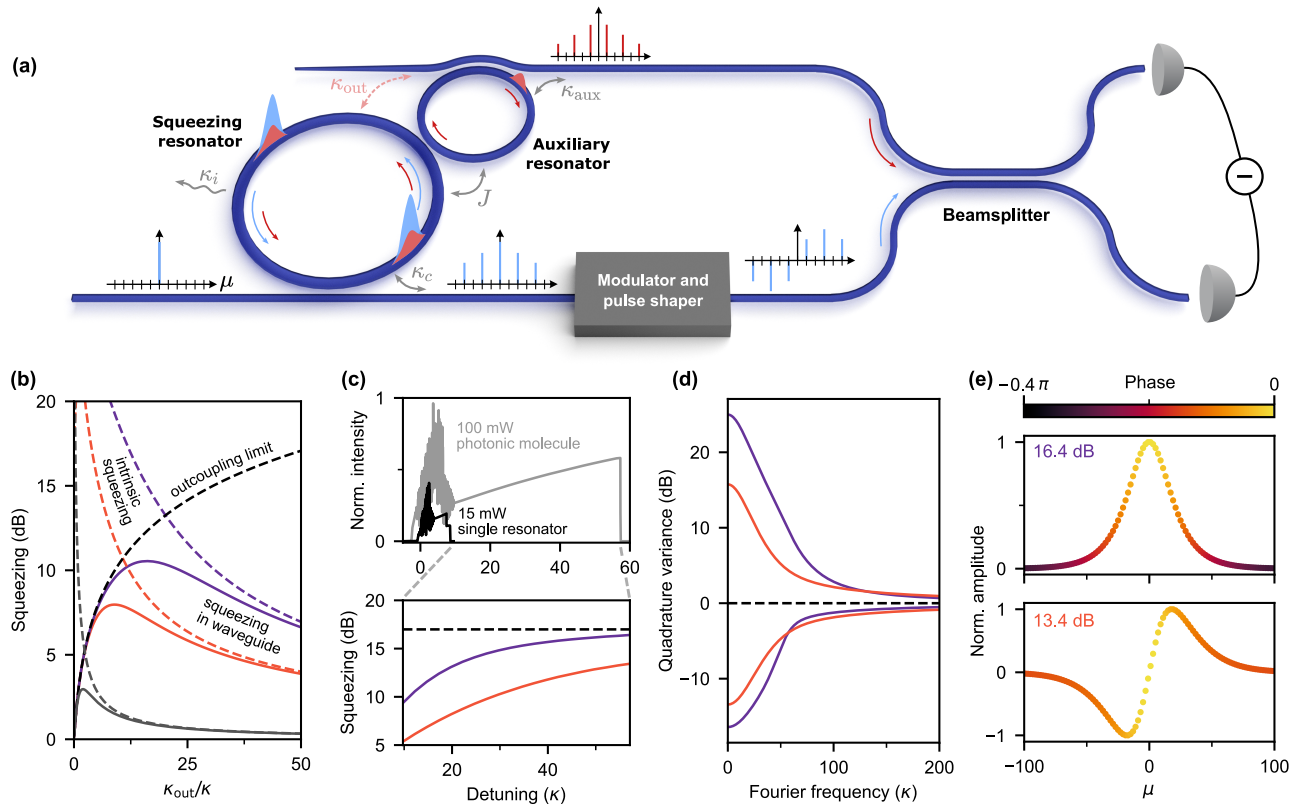 (a)
κout
κaux
Squeezing
resonator
Auxiliary
resonator
κi
J
Beamsplitter
μ
κc
Modulator and
pulse shaper
−
(b)
20
15
10
5
0
0
25
50
Squeezing (dB)
κout/κ
intrinsic
squeezing
outcoupling limit
squeezing
in waveguide
(c)
1
0
Norm. intensity
100 mW
photonic molecule
15 mW
single resonator
0
20
40
60
20
15
10
5
Squeezing (dB)
20
40
Detuning (κ)
(d)
20
10
0
−10
Quadrature variance (dB)
0
100
200
Fourier frequency (κ)
(e)
−0.4 π
Phase
0
16.4 dB
1
0
13.4 dB
1
0
−1
Norm. amplitude
−100
0
100
μ